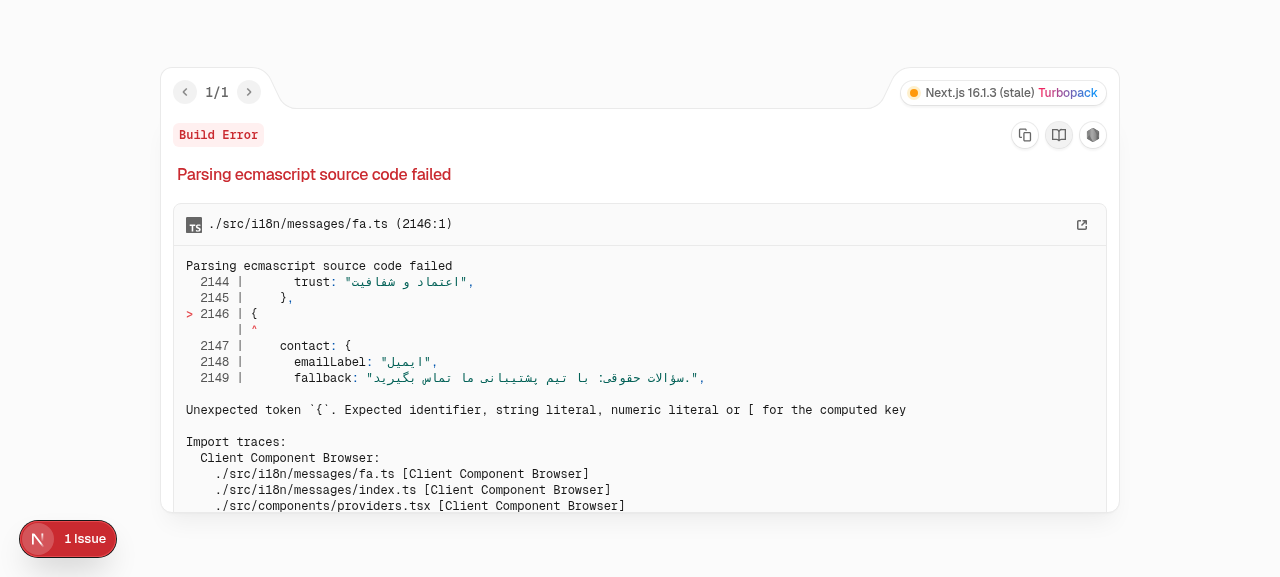 1/1
Next.js 16.1.3 (stale) Turbopack
Build Error
Parsing ecmascript source code failed
TS ./src/i18n/messages/fa.ts (2146:1)
Parsing ecmascript source code failed
2144 | trust: "اعتماد و شفافیت",
2145 | },
> 2146 | {
| ^
2147 | contact: {
2148 | emailLabel: "ایمیل",
2149 | fallback: "سؤالات حقوقی: با تیم پشتیبانی ما تماس بگیرید.",
Unexpected token `{`. Expected identifier, string literal, numeric literal or [ for the computed key
Import traces:
Client Component Browser:
./src/i18n/messages/fa.ts [Client Component Browser]
./src/i18n/messages/index.ts [Client Component Browser]
./src/components/providers.tsx [Client Component Browser]
N 1 Issue